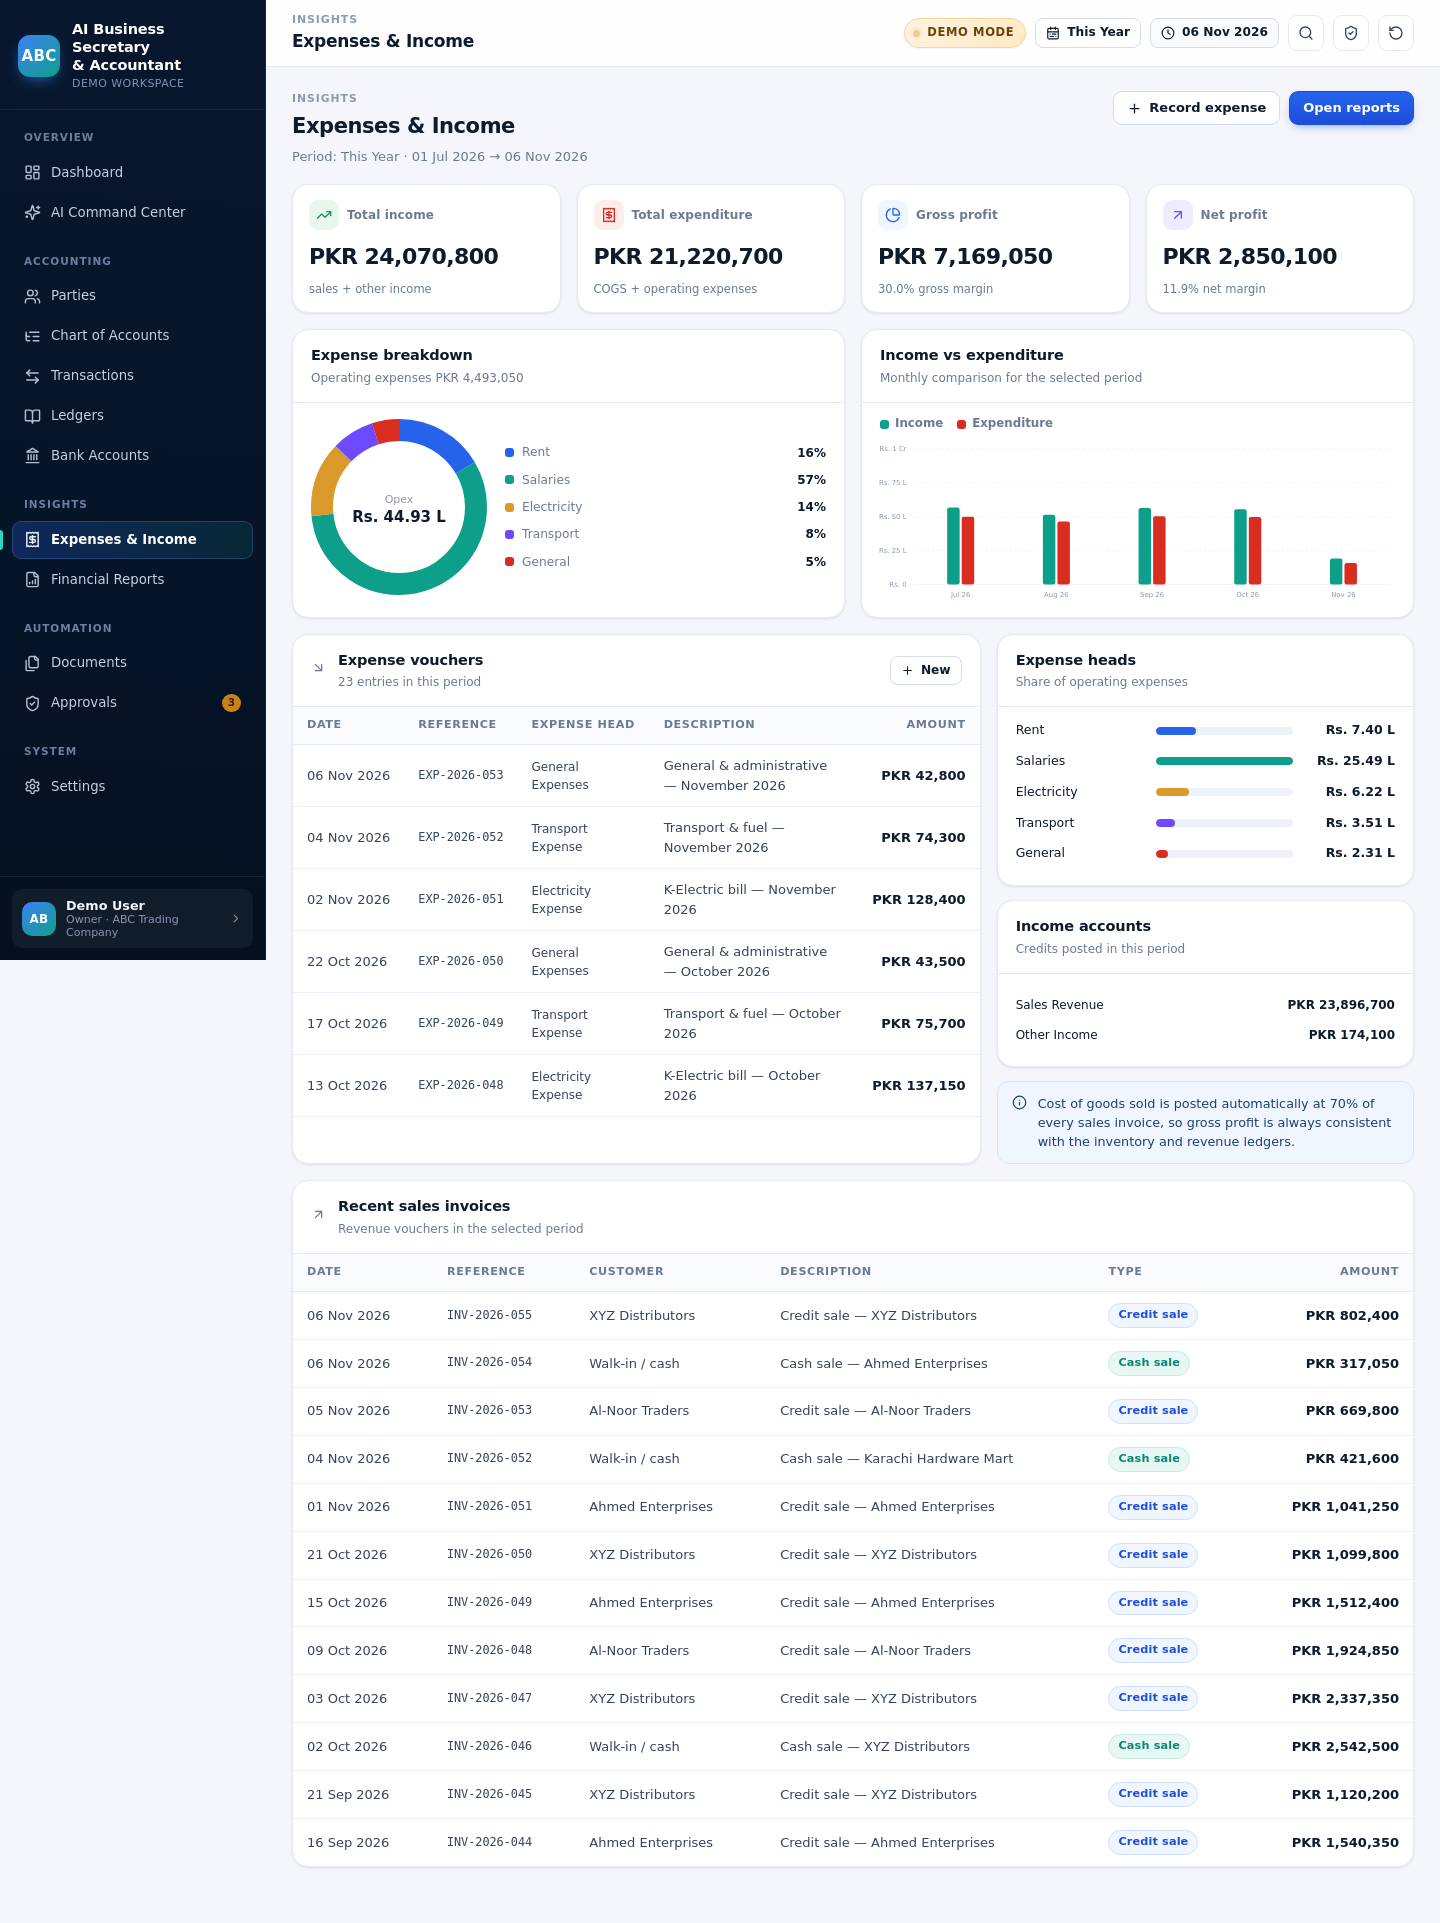 ABC
AI Business
Secretary
& Accountant
DEMO WORKSPACE
OVERVIEW
Dashboard
AI Command Center
ACCOUNTING
Parties
Chart of Accounts
Transactions
Ledgers
Bank Accounts
INSIGHTS
Expenses & Income
Financial Reports
AUTOMATION
Documents
Approvals 3
SYSTEM
Settings
AB
Demo User
Owner · ABC Trading
Company
INSIGHTS
Expenses & Income
DEMO MODE
This Year
06 Nov 2026
INSIGHTS
Expenses & Income
Period: This Year · 01 Jul 2026 → 06 Nov 2026
Record expense
Open reports
Total income
PKR 24,070,800
sales + other income
Total expenditure
PKR 21,220,700
COGS + operating expenses
Gross profit
PKR 7,169,050
30.0% gross margin
Net profit
PKR 2,850,100
11.9% net margin
Expense breakdown
Operating expenses PKR 4,493,050
Opex
Rs. 44.93 L
Rent 16%
Salaries 57%
Electricity 14%
Transport 8%
General 5%
Income vs expenditure
Monthly comparison for the selected period
Income Expenditure
Rs. 1 Cr
Rs. 75 L
Rs. 50 L
Rs. 25 L
Rs. 0
Jul 26 Aug 26 Sep 26 Oct 26 Nov 26
Expense vouchers
23 entries in this period
New
DATE REFERENCE EXPENSE HEAD DESCRIPTION AMOUNT
06 Nov 2026 EXP-2026-053 General Expenses General & administrative — November 2026 PKR 42,800
04 Nov 2026 EXP-2026-052 Transport Expense Transport & fuel — November 2026 PKR 74,300
02 Nov 2026 EXP-2026-051 Electricity Expense K-Electric bill — November 2026 PKR 128,400
22 Oct 2026 EXP-2026-050 General Expenses General & administrative — October 2026 PKR 43,500
17 Oct 2026 EXP-2026-049 Transport Expense Transport & fuel — October 2026 PKR 75,700
13 Oct 2026 EXP-2026-048 Electricity Expense K-Electric bill — October 2026 PKR 137,150
Expense heads
Share of operating expenses
Rent Rs. 7.40 L
Salaries Rs. 25.49 L
Electricity Rs. 6.22 L
Transport Rs. 3.51 L
General Rs. 2.31 L
Income accounts
Credits posted in this period
Sales Revenue PKR 23,896,700
Other Income PKR 174,100
Cost of goods sold is posted automatically at 70% of
every sales invoice, so gross profit is always consistent
with the inventory and revenue ledgers.
Recent sales invoices
Revenue vouchers in the selected period
DATE REFERENCE CUSTOMER DESCRIPTION TYPE AMOUNT
06 Nov 2026 INV-2026-055 XYZ Distributors Credit sale — XYZ Distributors Credit sale PKR 802,400
06 Nov 2026 INV-2026-054 Walk-in / cash Cash sale — Ahmed Enterprises Cash sale PKR 317,050
05 Nov 2026 INV-2026-053 Al-Noor Traders Credit sale — Al-Noor Traders Credit sale PKR 669,800
04 Nov 2026 INV-2026-052 Walk-in / cash Cash sale — Karachi Hardware Mart Cash sale PKR 421,600
01 Nov 2026 INV-2026-051 Ahmed Enterprises Credit sale — Ahmed Enterprises Credit sale PKR 1,041,250
21 Oct 2026 INV-2026-050 XYZ Distributors Credit sale — XYZ Distributors Credit sale PKR 1,099,800
15 Oct 2026 INV-2026-049 Ahmed Enterprises Credit sale — Ahmed Enterprises Credit sale PKR 1,512,400
09 Oct 2026 INV-2026-048 Al-Noor Traders Credit sale — Al-Noor Traders Credit sale PKR 1,924,850
03 Oct 2026 INV-2026-047 XYZ Distributors Credit sale — XYZ Distributors Credit sale PKR 2,337,350
02 Oct 2026 INV-2026-046 Walk-in / cash Cash sale — XYZ Distributors Cash sale PKR 2,542,500
21 Sep 2026 INV-2026-045 XYZ Distributors Credit sale — XYZ Distributors Credit sale PKR 1,120,200
16 Sep 2026 INV-2026-044 Ahmed Enterprises Credit sale — Ahmed Enterprises Credit sale PKR 1,540,350